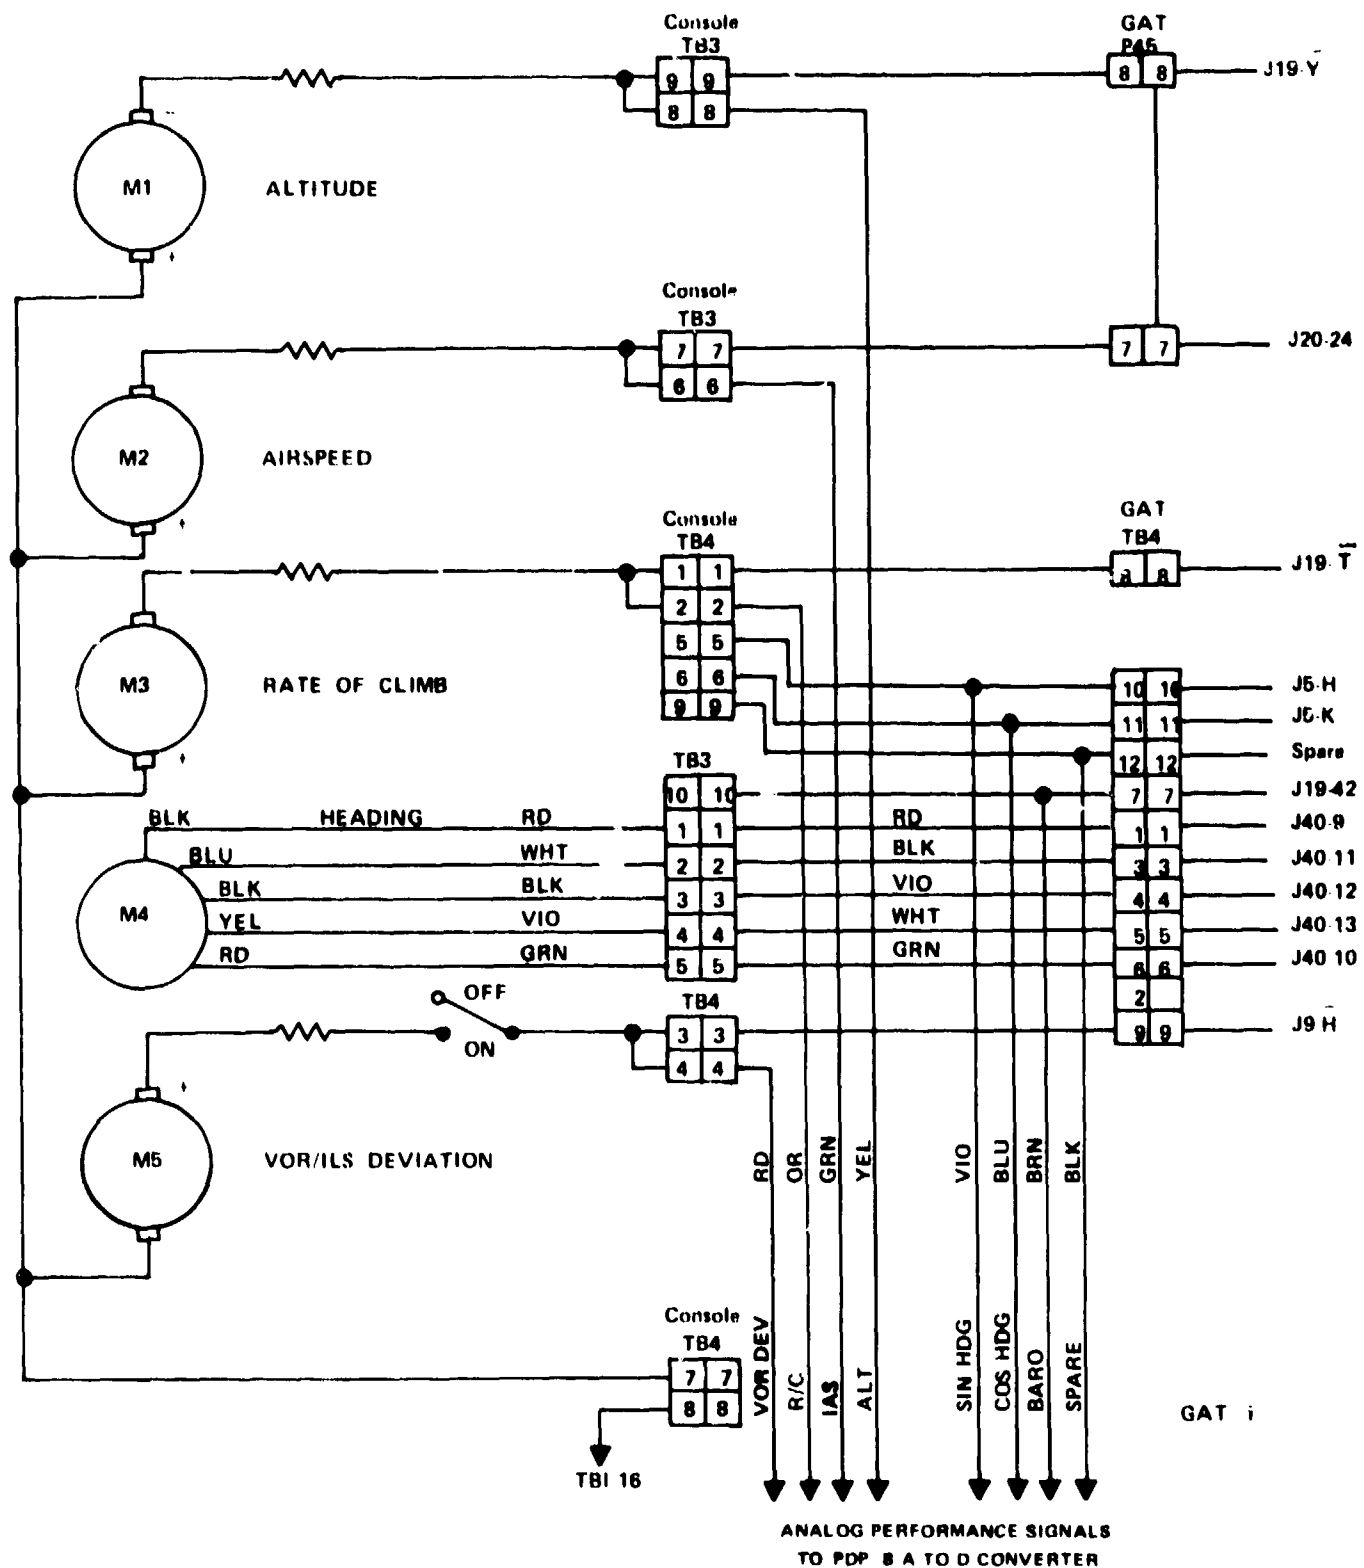 Console
TB3
GAT
P45
9 9
8 8
8 8
J19-Y
M1
ALTITUDE
Console
TB3
7 7
6 6
7 7
J20-24
M2
AIRSPEED
Console
TB4
GAT
TB4
1 1
2 2
5 5
6 6
9 9
8 8
J19-T
M3
RATE OF CLIMB
10 10
J5-H
11 11
J5-K
12 12
Spare
TB3
10 10
7 7
J19-42
BLK HEADING RD
1 1
RD
1 1
J40-9
BLU WHT
2 2
BLK
3 3
J40-11
M4
BLK BLK
3 3
VIO
4 4
J40-12
YEL VIO
4 4
WHT
5 5
J40-13
RD GRN
5 5
GRN
6 6
J40 10
2
OFF
ON
TB4
3 3
4 4
9 9
J9 H
M5
VOR/ILS DEVIATION
RD
OR
GRN
YEL
VIO
BLU
BRN
BLK
Console
TB4
7 7
8 8
TBI 16
VOR DEV
R/C
IAS
ALT
SIN HDG
COS HDG
BARO
SPARE
GAT i
ANALOG PERFORMANCE SIGNALS
TO PDP 8 A TO D CONVERTER